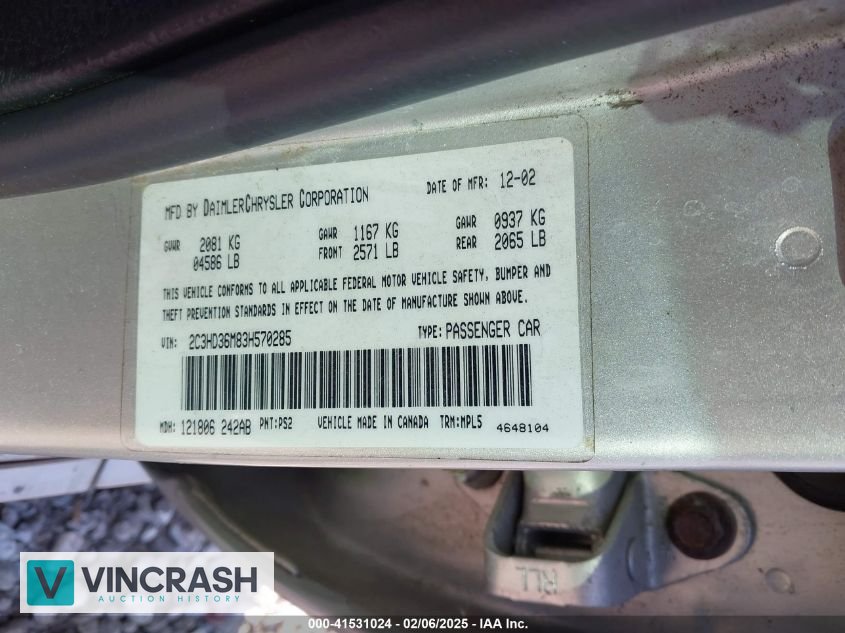 MFD BY DAIMLERCHRYSLER CORPORATION DATE OF MFR: 12-02
GVWR 2081 KG GAWR 1167 KG GAWR 0937 KG
04586 LB FRONT 2571 LB REAR 2065 LB
THIS VEHICLE CONFORMS TO ALL APPLICABLE FEDERAL MOTOR VEHICLE SAFETY, BUMPER AND
THEFT PREVENTION STANDARDS IN EFFECT ON THE DATE OF MANUFACTURE SHOWN ABOVE.
VIN: 2C3HD36M83H570285 TYPE: PASSENGER CAR
MDH: 121806 242AB PNT:PS2 VEHICLE MADE IN CANADA TRM:MPL5 4648104
RLL
VINCRASH
AUCTION HISTORY
000-41531024 - 02/06/2025 - IAA Inc.